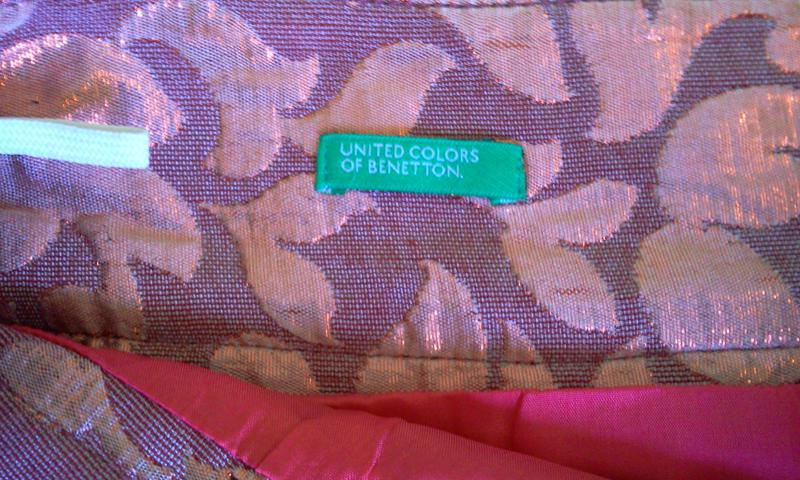 UNITED COLORS
OF BENETTON.